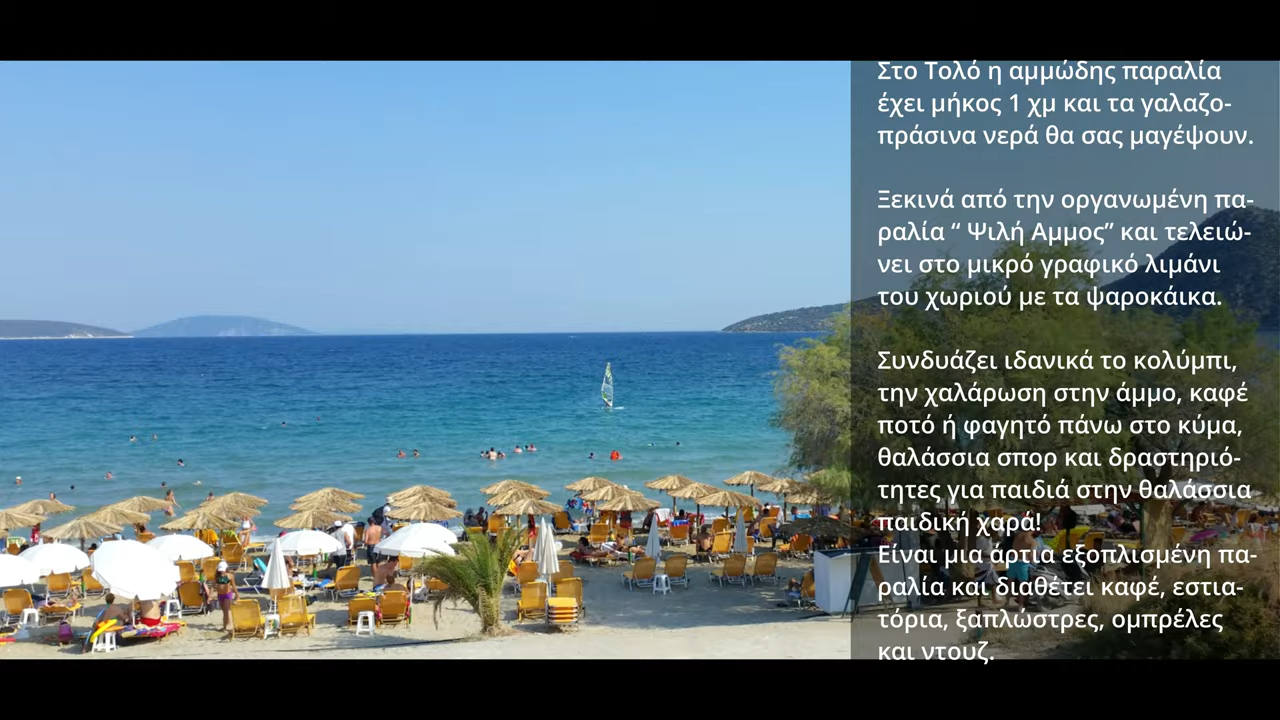 Στο Τολό η αμμώδης παραλία
έχει μήκος 1 χμ και τα γαλαζο-
πράσινα νερά θα σας μαγέψουν.
Ξεκινά από την οργανωμένη πα-
ραλία “ Ψιλή Αμμος” και τελειώ-
νει στο μικρό γραφικό λιμάνι
του χωριού με τα ψαροκάικα.
Συνδυάζει ιδανικά το κολύμπι,
την χαλάρωση στην άμμο, καφέ
ποτό ή φαγητό πάνω στο κύμα,
θαλάσσια σπορ και δραστηριό-
τητες για παιδιά στην θαλάσσια
παιδική χαρά!
Είναι μια άρτια εξοπλισμένη πα-
ραλία και διαθέτει καφέ, εστια-
τόρια, ξαπλώστρες, ομπρέλες
και ντουζ.